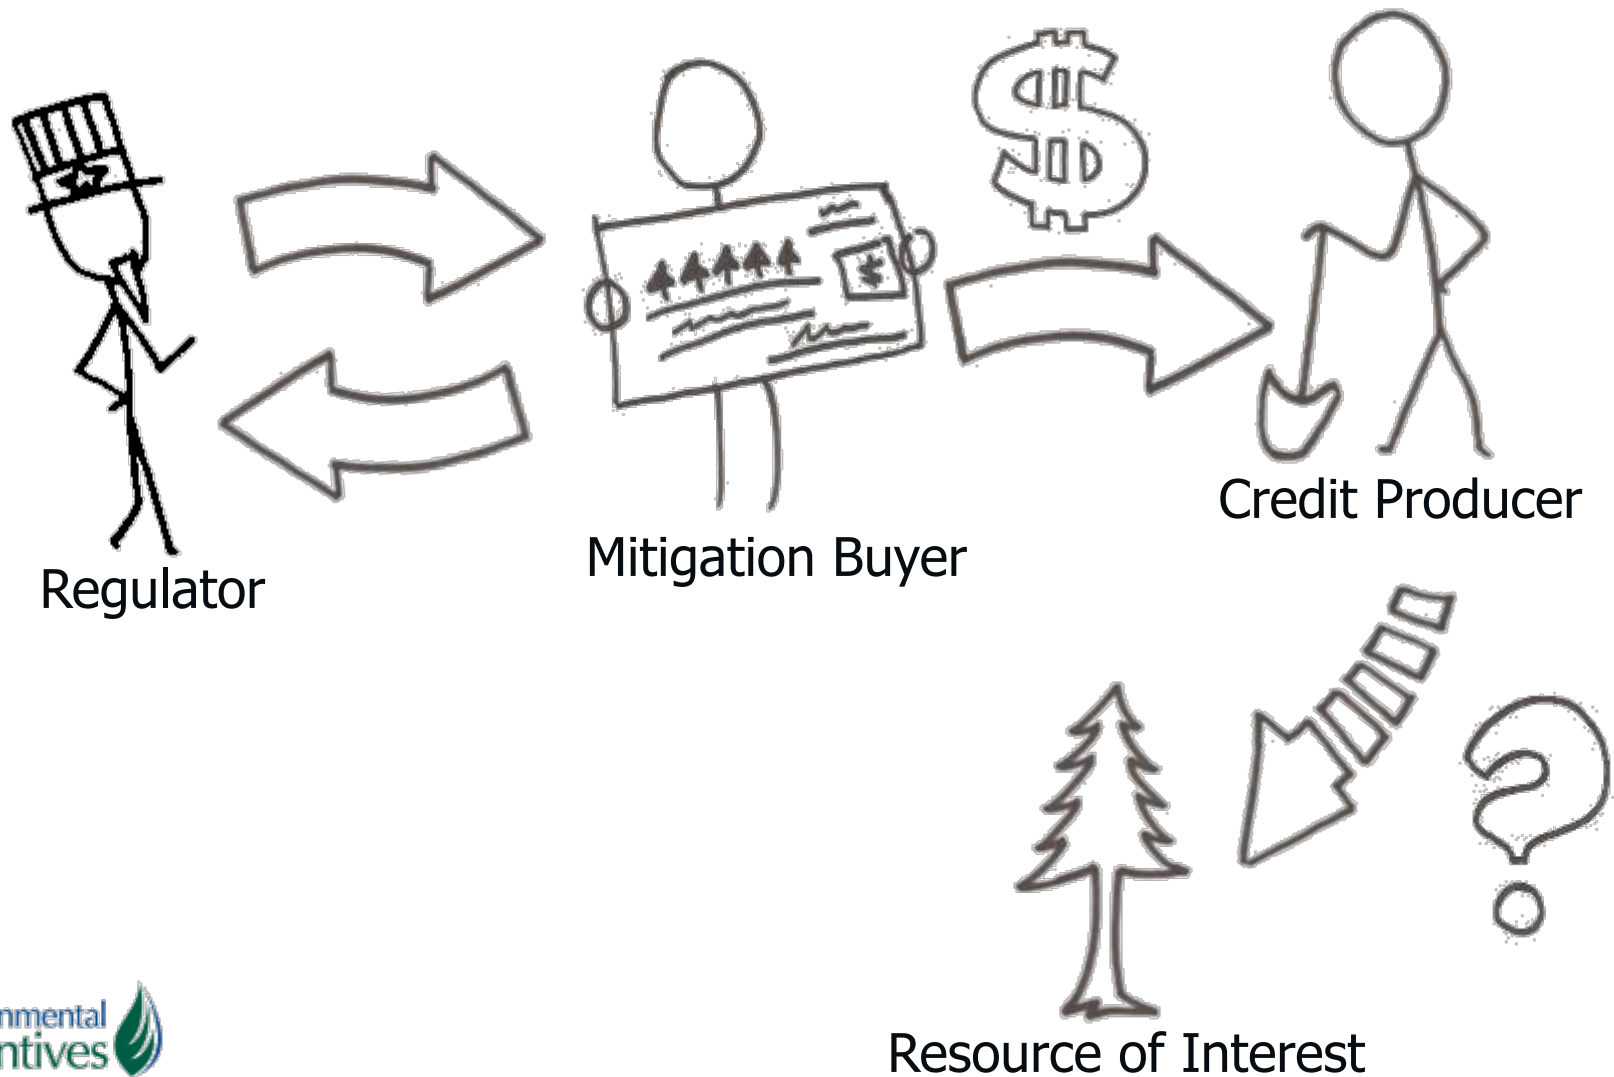 $
$
Credit Producer
Mitigation Buyer
Regulator
?
nmental
ntives
Resource of Interest